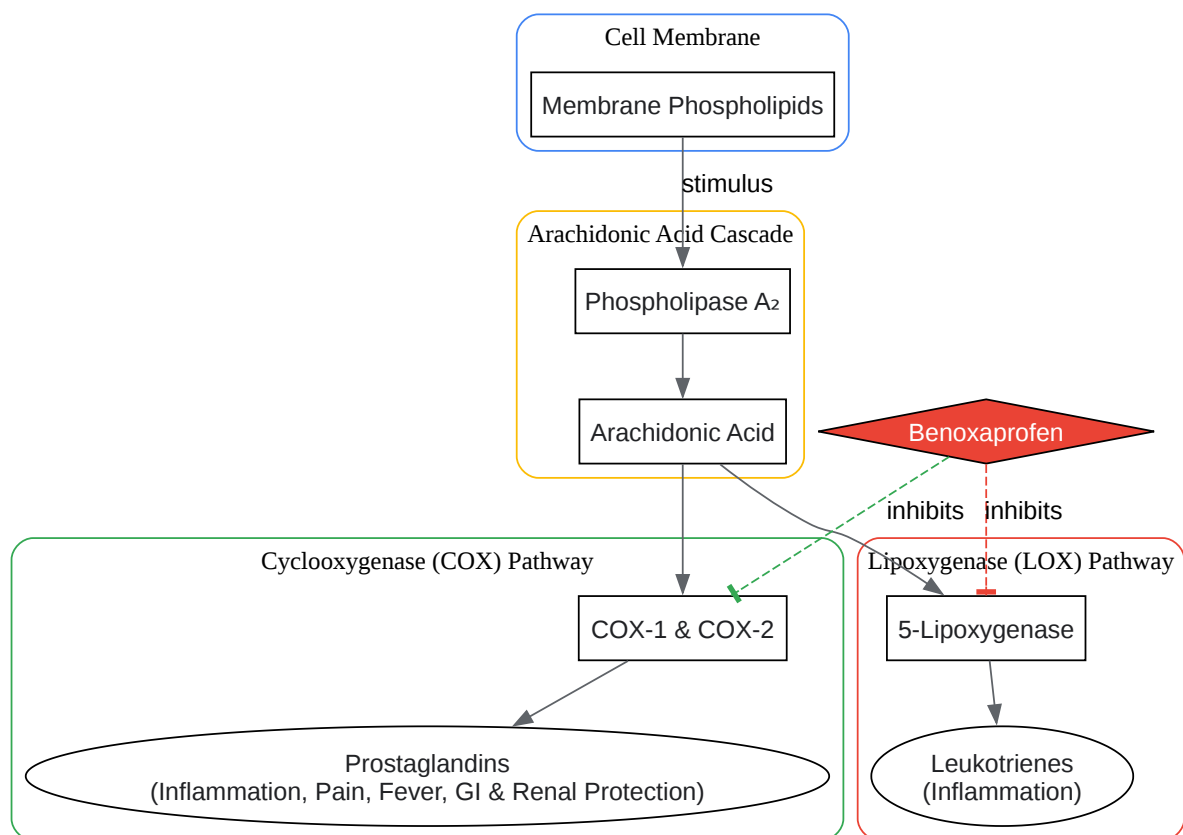 Cell Membrane
Membrane Phospholipids
stimulus
Arachidonic Acid Cascade
Phospholipase A₂
Arachidonic Acid
Benoxaprofen
inhibits
inhibits
Cyclooxygenase (COX) Pathway
Lipoxygenase (LOX) Pathway
COX-1 & COX-2
5-Lipoxygenase
Prostaglandins
(Inflammation, Pain, Fever, GI & Renal Protection)
Leukotrienes
(Inflammation)